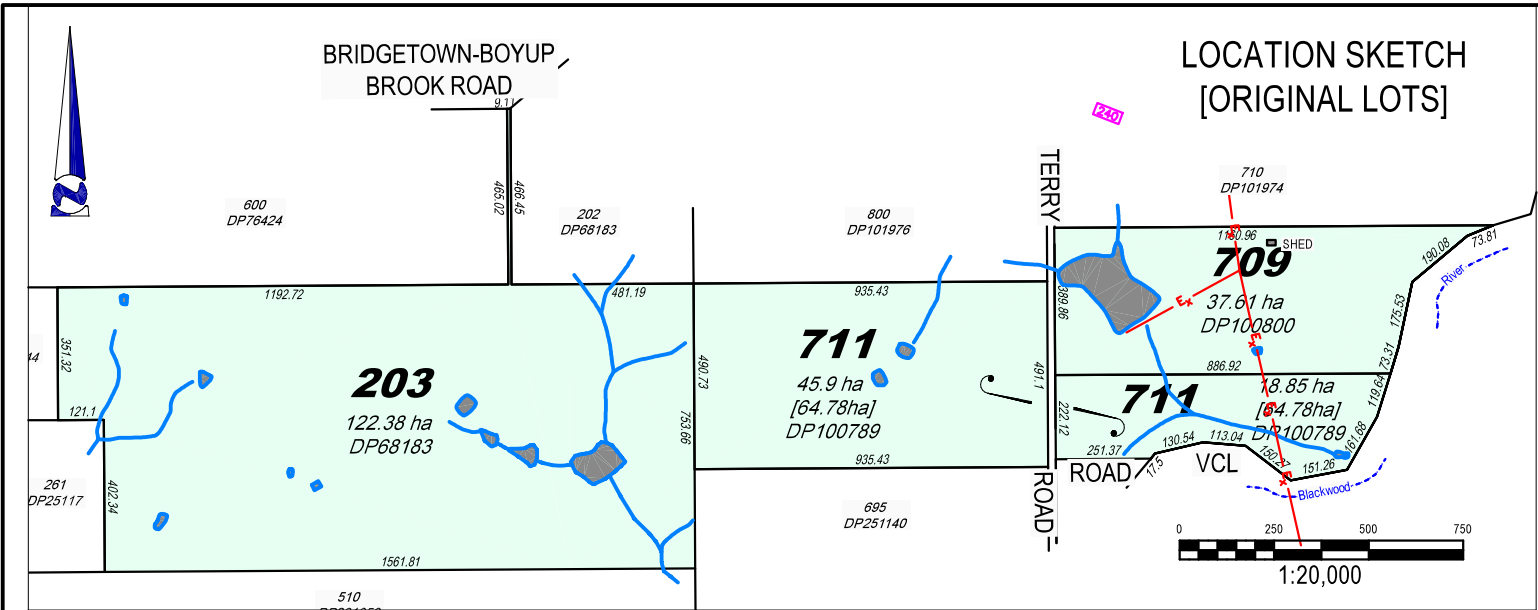 BRIDGETOWN-BOYUP
BROOK ROAD
LOCATION SKETCH
[ORIGINAL LOTS]
240
9.11
TERRY
710
DP101974
600
DP76424
465.02
466.45
202
DP68183
800
DP101976
1160.96
SHED
190.08
73.81
River
1192.72
481.19
935.43
389.86
709
37.61 ha
DP100800
175.53
73.31
351.32
203
122.38 ha
DP68183
490.73
753.66
711
45.9 ha
[64.78ha]
DP100789
491.1
886.92
711
18.85 ha
[64.78ha]
DP100789
119.64
161.68
121.1
222.12
251.37
130.54
113.04
150.27
151.26
17.5
935.43
ROAD
VCL
ROAD
Blackwood
261
DP25117
402.34
695
DP251140
1561.81
510
0 250 500 750
1:20,000